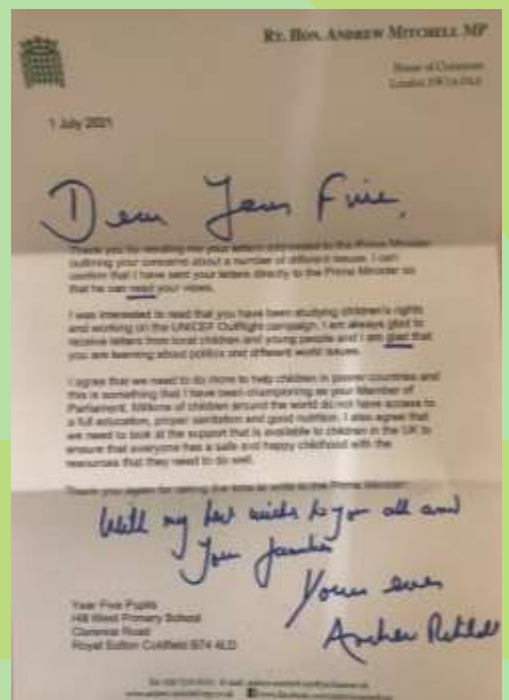 RT. HON. ANDREW MITCHELL MP
House of Commons
London SW1A 0AA
1 July 2021
Dear Year Five,
Thank you for sending me your letters addressed to the Prime Minister
outlining your concerns about a number of different issues. I can
confirm that I have sent your letters directly to the Prime Minister so
that he can read your views.
I was interested to read that you have been studying children's rights
and working on the UNICEF OutRight campaign. I am always glad to
receive letters from local children and young people and I am glad that
you are learning about politics and different world issues.
I agree that we need to do more to help children in poorer countries and
this is something that I have been championing as your Member of
Parliament. Millions of children around the world do not have access to
a full education, proper sanitation and good nutrition. I also agree that
we need to look at the support that is available to children in the UK to
ensure that everyone has a safe and happy childhood with the
resources that they need to do well.
Thank you again for taking the time to write to the Prime Minister.
With my best wishes to you all and
your families
Yours ever
Andrew Mitchell
Year Five Pupils
Hill West Primary School
Clarence Road
Royal Sutton Coldfield B74 4LD